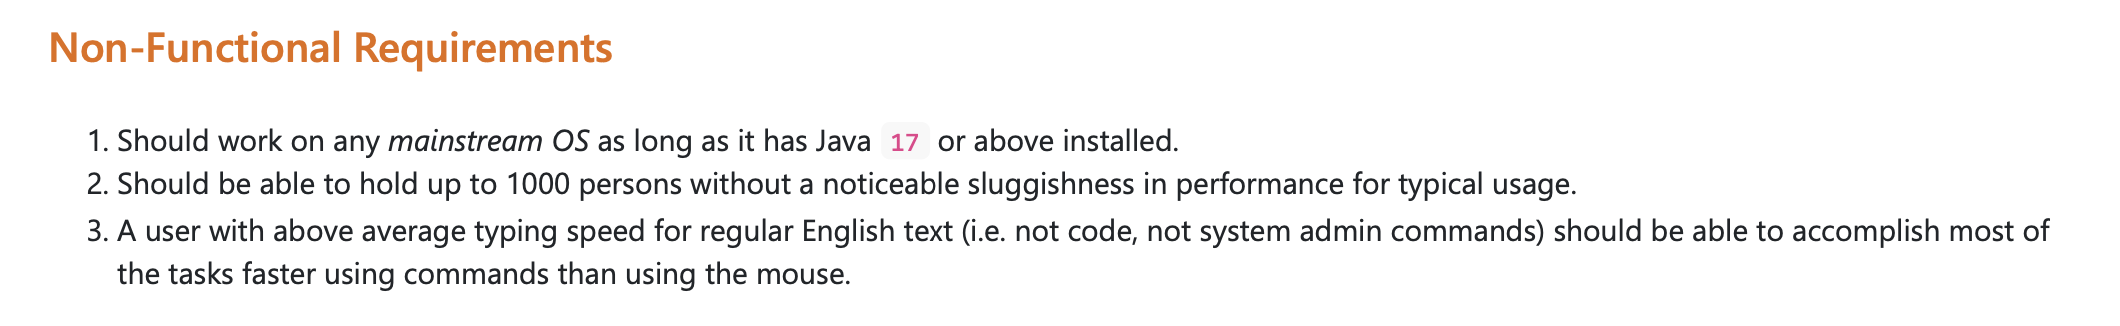 Non-Functional Requirements
1. Should work on any mainstream OS as long as it has Java 17 or above installed.
2. Should be able to hold up to 1000 persons without a noticeable sluggishness in performance for typical usage.
3. A user with above average typing speed for regular English text (i.e. not code, not system admin commands) should be able to accomplish most of
the tasks faster using commands than using the mouse.